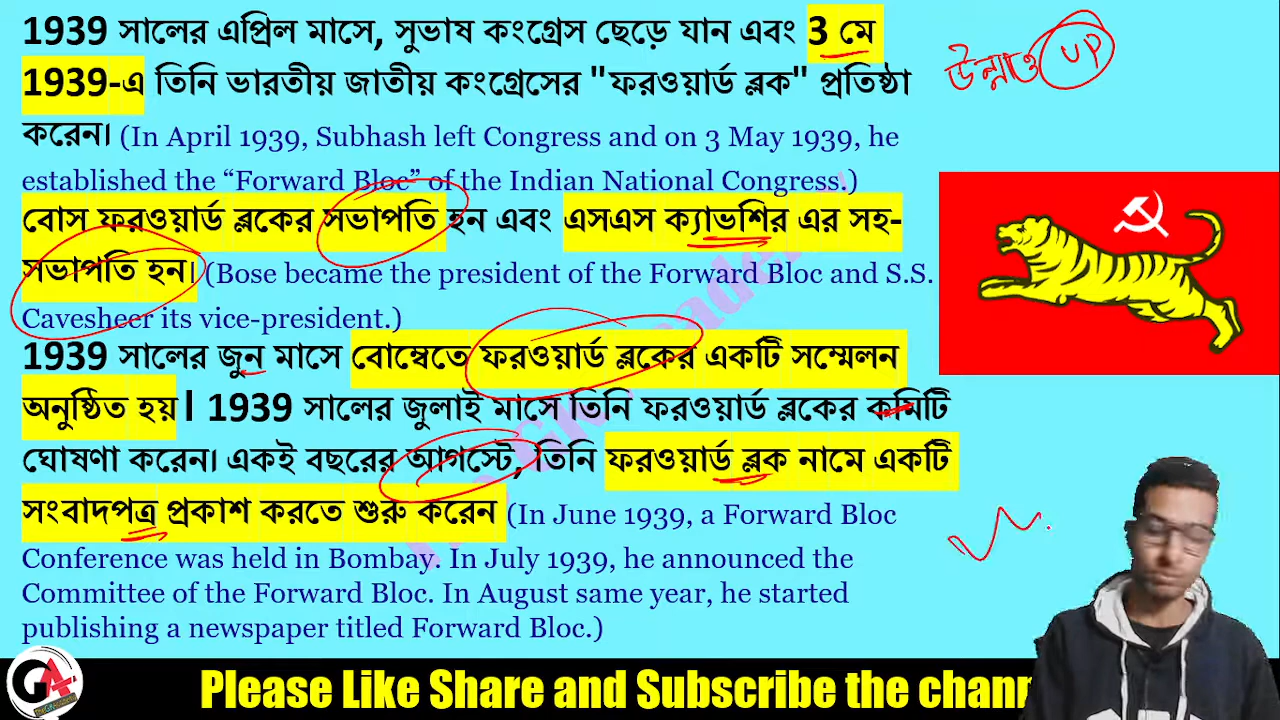 1939 সালের এপ্রিল মাসে, সুভাষ কংগ্রেস ছেড়ে যান এবং 3 মে
1939-এ তিনি ভারতীয় জাতীয় কংগ্রেসের "ফরওয়ার্ড ব্লক" প্রতিষ্ঠা
করেন। (In April 1939, Subhash left Congress and on 3 May 1939, he
established the “Forward Bloc” of the Indian National Congress.)
বোস ফরওয়ার্ড ব্লকের সভাপতি হন এবং এসএস ক্যাভশির এর সহ-
সভাপতি হন। (Bose became the president of the Forward Bloc and S.S.
Cavesheer its vice-president.)
1939 সালের জুন মাসে বোম্বেতে ফরওয়ার্ড ব্লকের একটি সম্মেলন
অনুষ্ঠিত হয়। 1939 সালের জুলাই মাসে তিনি ফরওয়ার্ড ব্লকের কমিটি
ঘোষণা করেন। একই বছরের আগস্টে, তিনি ফরওয়ার্ড ব্লক নামে একটি
সংবাদপত্র প্রকাশ করতে শুরু করেন (In June 1939, a Forward Bloc
Conference was held in Bombay. In July 1939, he announced the
Committee of the Forward Bloc. In August same year, he started
publishing a newspaper titled Forward Bloc.)
UP
GA
Please Like Share and Subscribe the chann